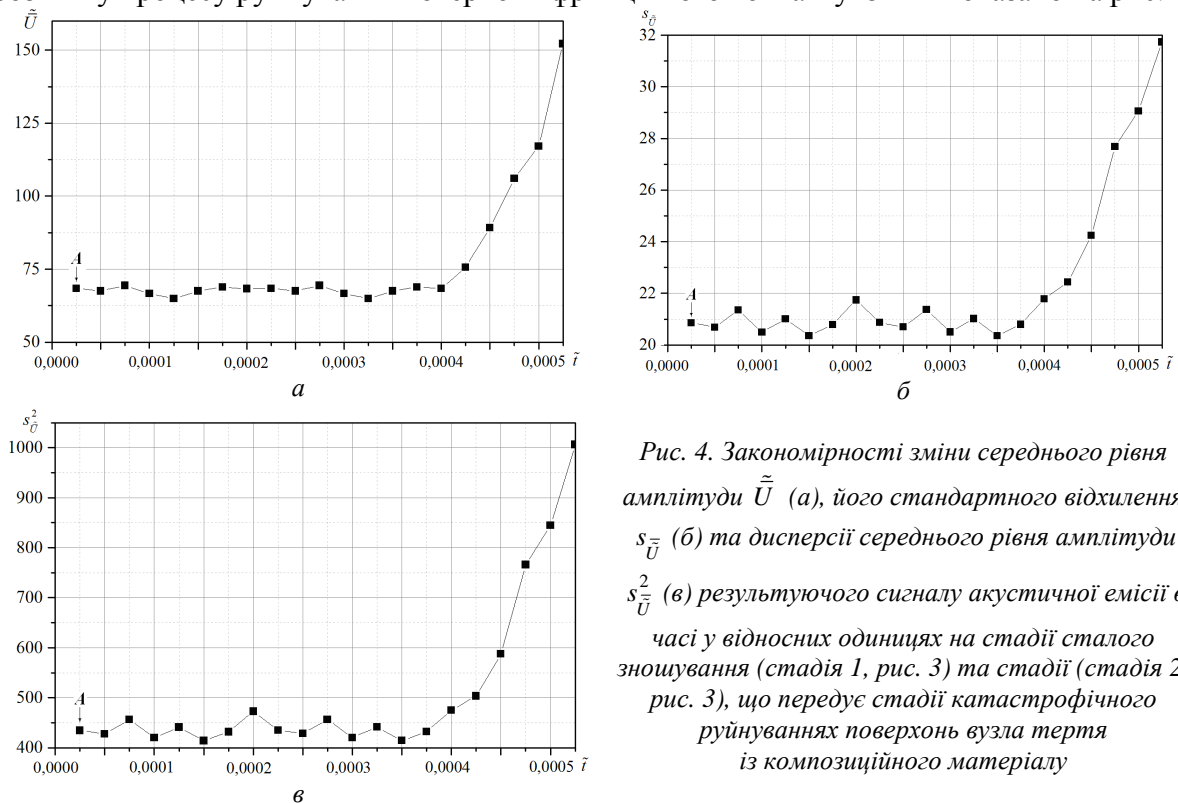 Ũ̿
150
125
100
75
50
A
0,0000 0,0001 0,0002 0,0003 0,0004 0,0005 t̃
а
s_Ũ̄
32
30
28
26
24
22
20
A
0,0000 0,0001 0,0002 0,0003 0,0004 0,0005 t̃
б
s²_Ũ̄
1000
900
800
700
600
500
400
A
0,0000 0,0001 0,0002 0,0003 0,0004 0,0005 t̃
в
Рис. 4. Закономірності зміни середнього рівня
амплітуди Ũ̄ (а), його стандартного відхилення
s_Ũ̄ (б) та дисперсії середнього рівня амплітуди
s²_Ũ̄ (в) результуючого сигналу акустичної емісії в
часі у відносних одиницях на стадії сталого
зношування (стадія 1, рис. 3) та стадії (стадія 2
рис. 3), що передує стадії катастрофічного
руйнуваннях поверхонь вузла тертя
із композиційного матеріалу